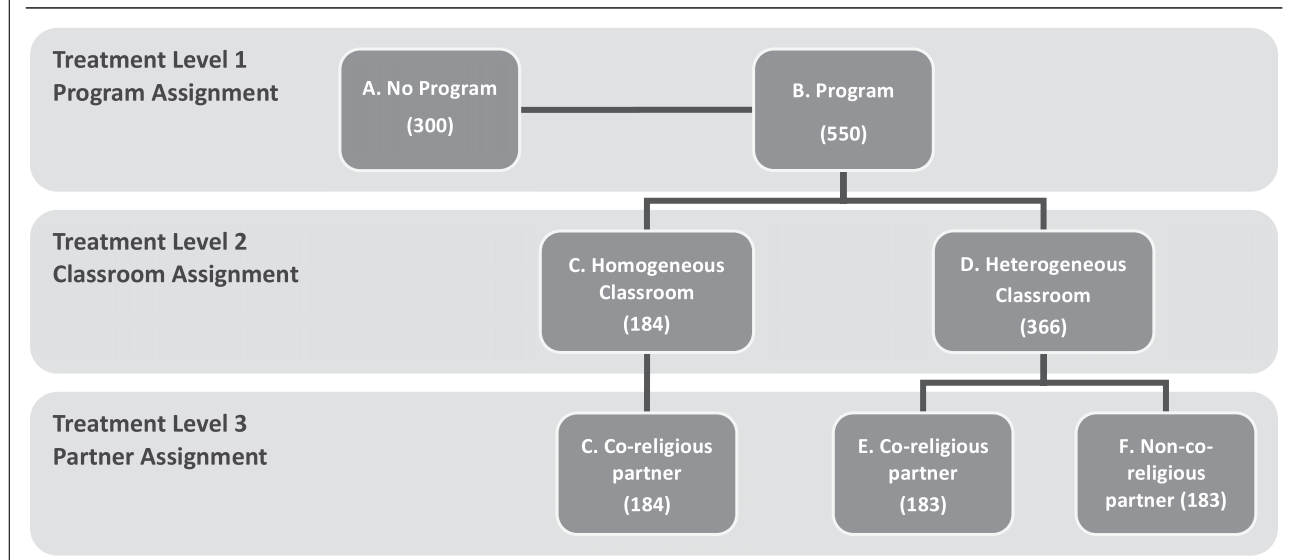 Treatment Level 1
Program Assignment
A. No Program
(300)
B. Program
(550)
Treatment Level 2
Classroom Assignment
C. Homogeneous
Classroom
(184)
D. Heterogeneous
Classroom
(366)
Treatment Level 3
Partner Assignment
C. Co-religious
partner
(184)
E. Co-religious
partner
(183)
F. Non-co-
religious
partner (183)